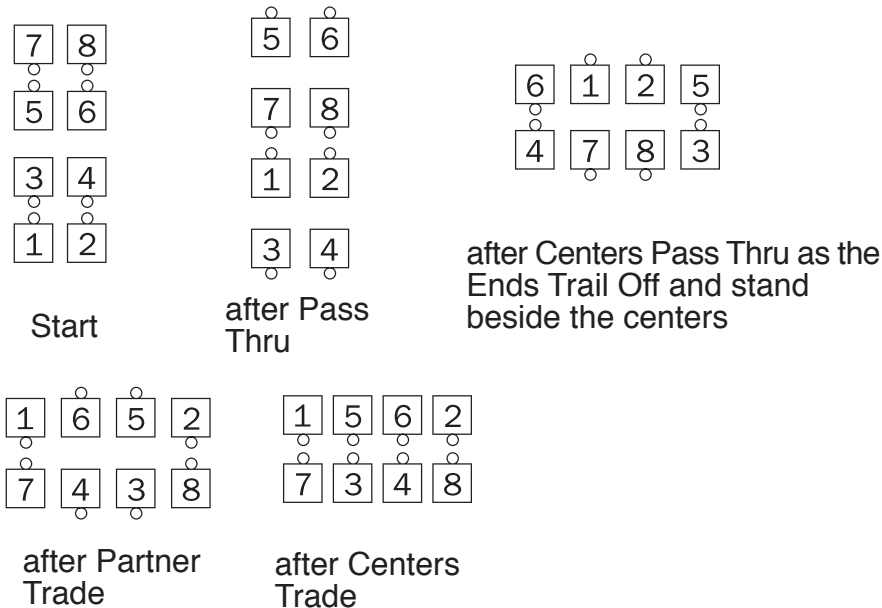 7 8
5 6
3 4
1 2
Start
5 6
7 8
1 2
3 4
after Pass
Thru
6 1 2 5
4 7 8 3
after Centers Pass Thru as the
Ends Trail Off and stand
beside the centers
1 6 5 2
7 4 3 8
after Partner
Trade
1 5 6 2
7 3 4 8
after Centers
Trade